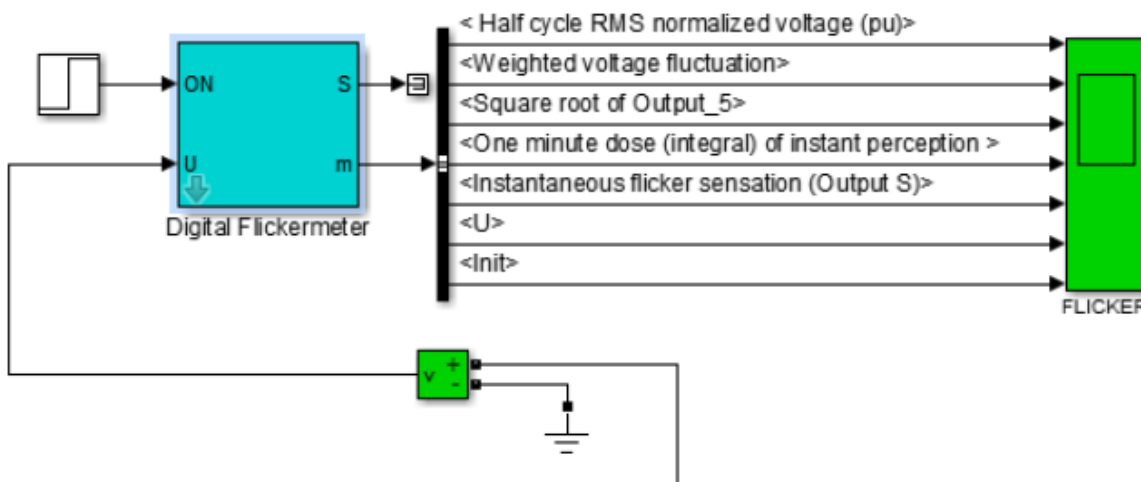 < Half cycle RMS normalized voltage (pu)>
<Weighted voltage fluctuation>
<Square root of Output_5>
<One minute dose (integral) of instant perception >
<Instantaneous flicker sensation (Output S)>
<U>
<Init>
ON
S
U
m
Digital Flickermeter
FLICKER
v
+
-